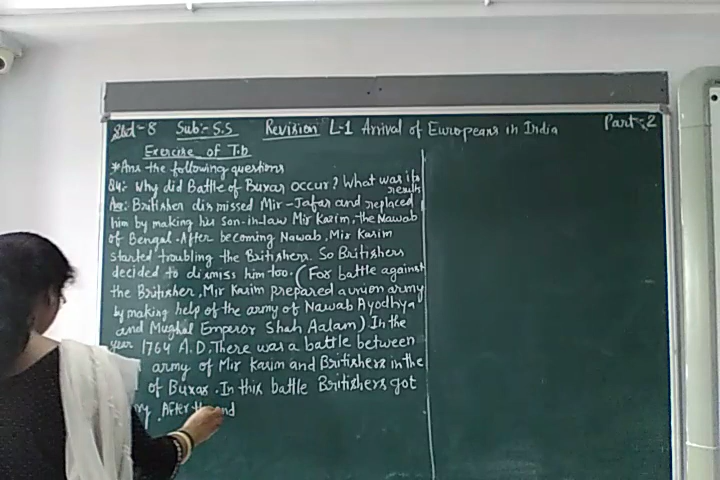 Std-8 Sub:- S.S Revision L-1 Arrival of Europeans in India Part-2
Exercise of T.b
*Ans the following questions
Q4:- Why did Battle of Buxar occur? What was its result
Ans:- Britisher dismissed Mir-Jafar and replaced
him by making his son-in-law Mir Kasim, the Nawab
of Bengal. After becoming Nawab, Mir Kasim
started troubling the Britishers. So Britishers
decided to dismiss him too. (For battle against
the Britisher, Mir Kasim prepared a union army
by making help of the army of Nawab Ayodhya
and Mughal Emperor Shah Aalam) In the
year 1764 A.D. There was a battle between
army of Mir Kasim and Britishers in the
of Buxar. In this battle Britishers got
After the end